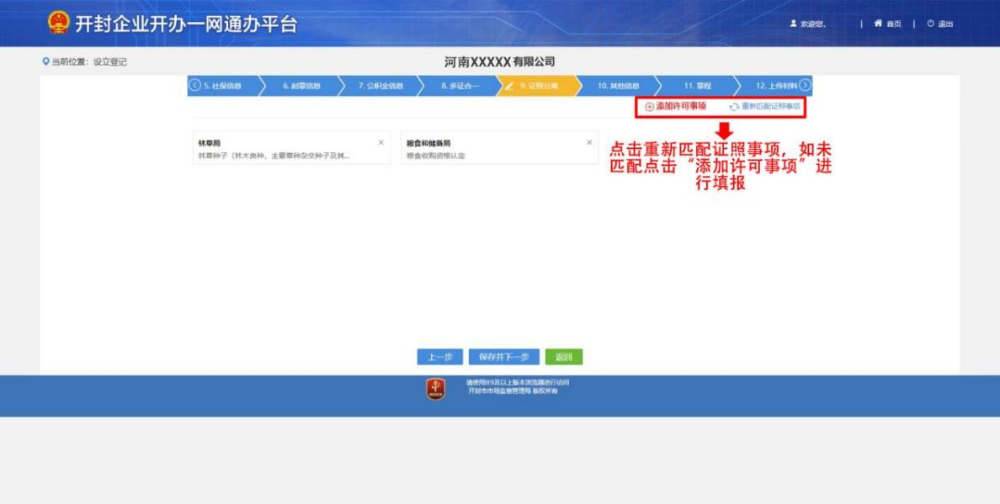 开封企业开办一网通办平台
欢迎您,
|
首页
|
退出
当前位置：设立登记
河南XXXXX有限公司
5. 社保信息
6. 刻章信息
7. 公积金信息
8. 多证合一
9. 证照分离
10. 其他信息
11. 章程
12. 上传材料
添加许可事项
重新匹配证照事项
林草局
×
林草种子（林木良种，主要草种杂交种子及其...
粮食和储备局
×
粮食收购资格认定
点击重新匹配证照事项，如未
匹配点击“添加许可事项”进
行填报
上一步
保存并下一步
返回
请使用IE9及以上版本浏览器进行访问
开封市市场监督管理局 版权所有